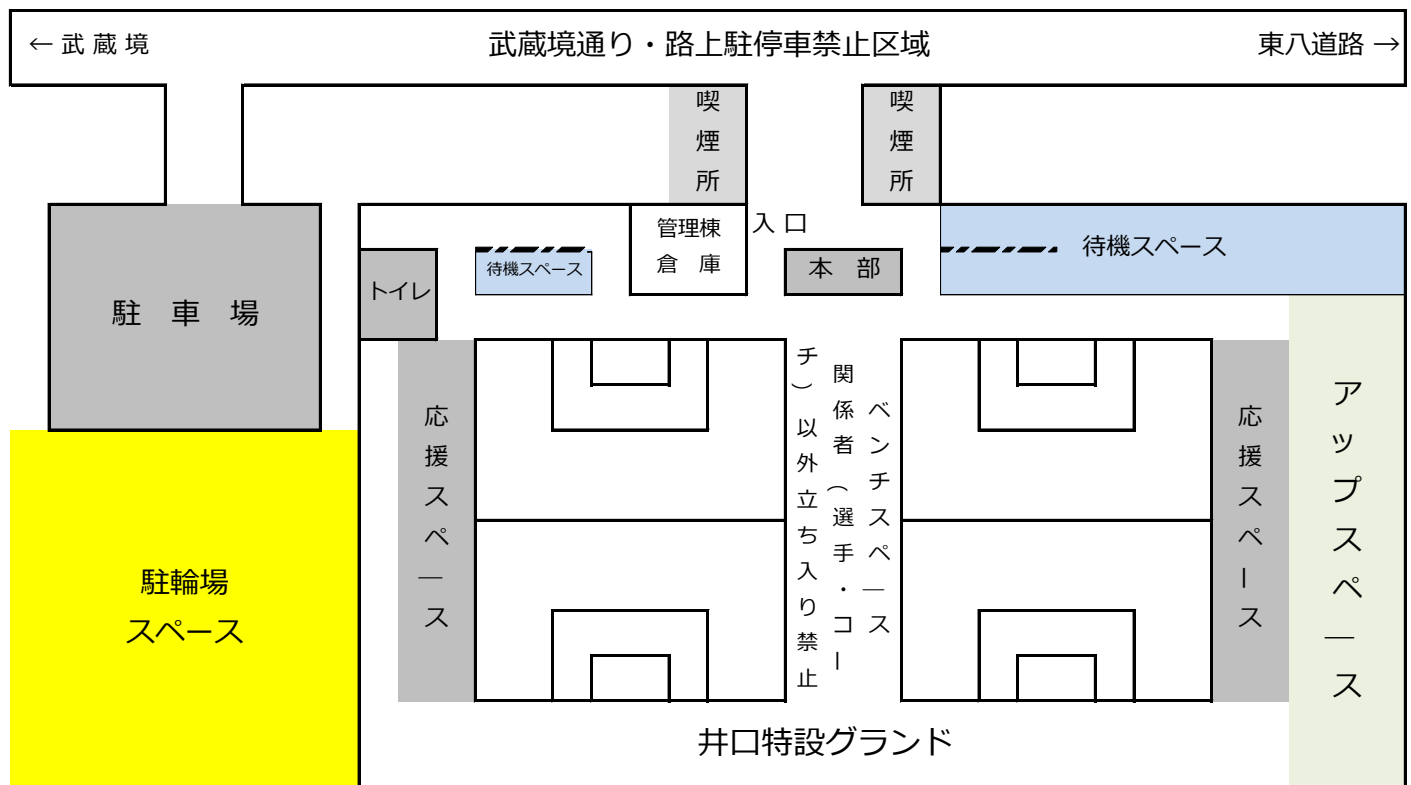 ← 武 蔵 境
武蔵境通り・路上駐停車禁止区域
東八道路 →
喫煙所
喫煙所
入 口
管理棟
倉 庫
本 部
待機スペース
待機スペース
トイレ
駐 車 場
駐輪場
スペース
応援スペース
ベンチスペース
関係者（選手・コー
チ）以外立ち入り禁止
応援スペース
アップスペース
井口特設グランド